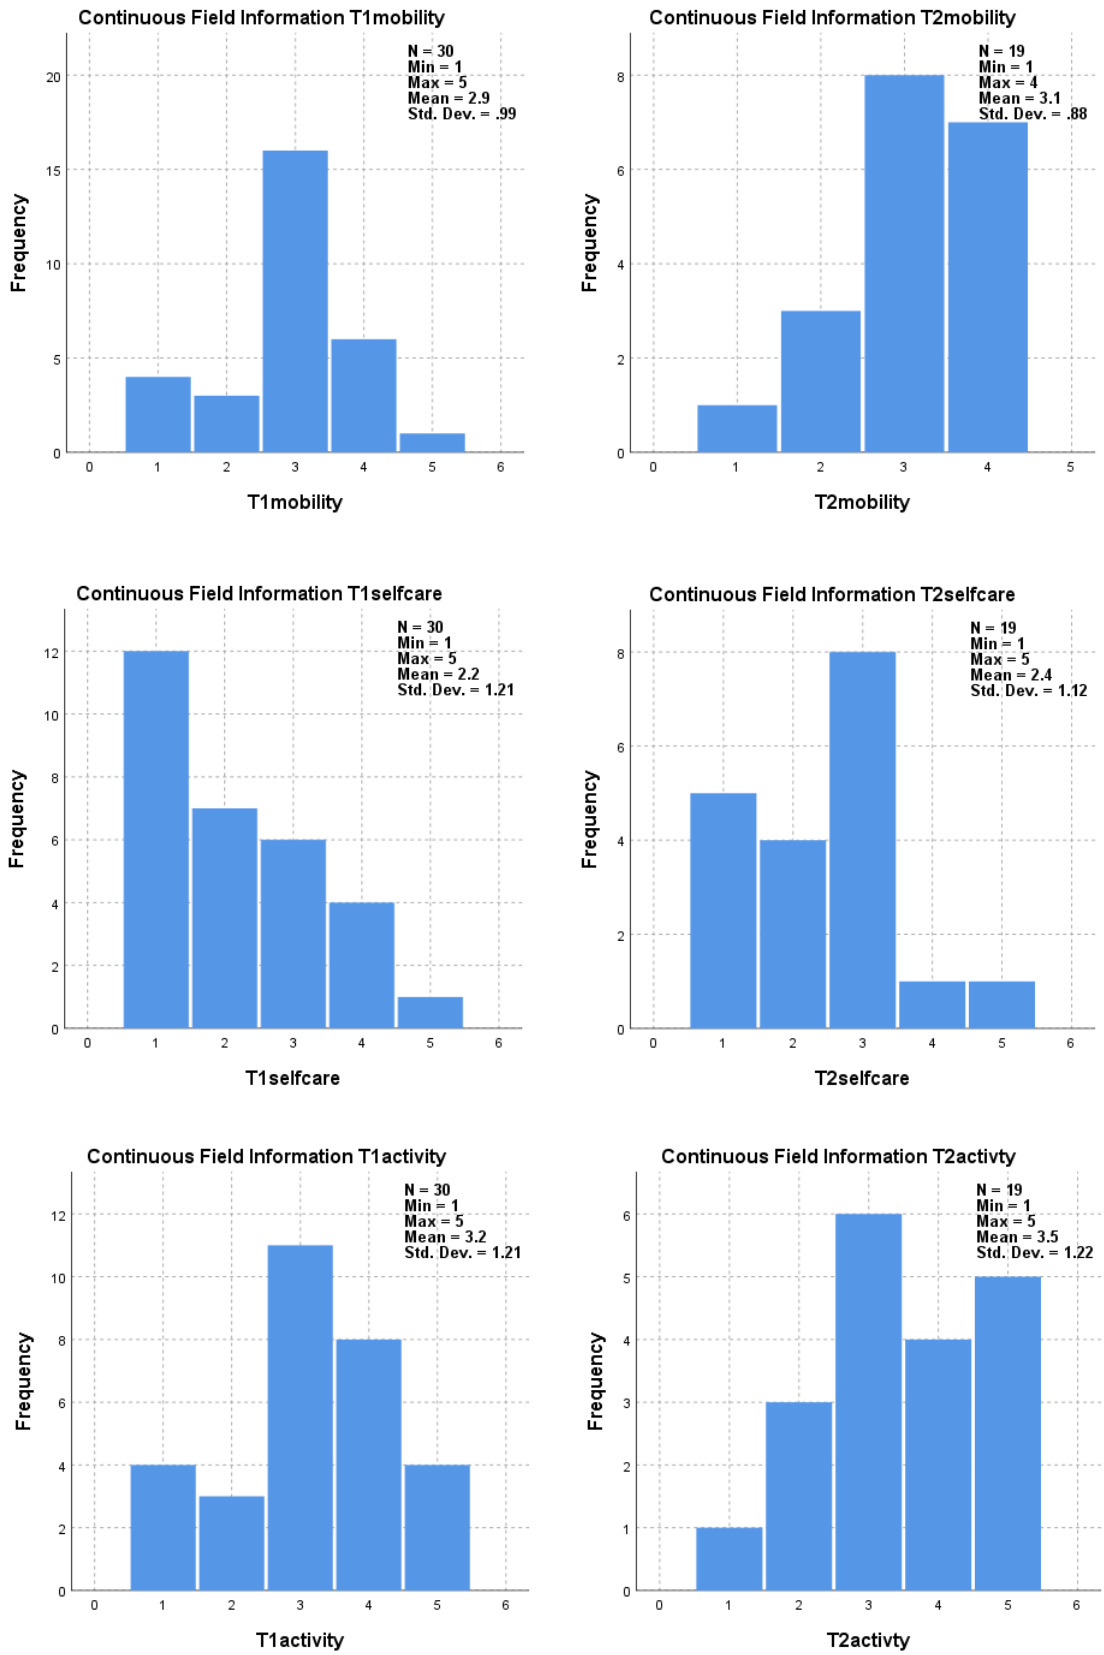 Continuous Field Information T1mobility
N = 30
Min = 1
Max = 5
Mean = 2.9
Std. Dev. = .99
20
15
10
5
0
Frequency
0 1 2 3 4 5 6
T1mobility
Continuous Field Information T2mobility
N = 19
Min = 1
Max = 4
Mean = 3.1
Std. Dev. = .88
8
6
4
2
0
Frequency
0 1 2 3 4 5
T2mobility
Continuous Field Information T1selfcare
N = 30
Min = 1
Max = 5
Mean = 2.2
Std. Dev. = 1.21
12
10
8
6
4
2
0
Frequency
0 1 2 3 4 5 6
T1selfcare
Continuous Field Information T2selfcare
N = 19
Min = 1
Max = 5
Mean = 2.4
Std. Dev. = 1.12
8
6
4
2
0
Frequency
0 1 2 3 4 5 6
T2selfcare
Continuous Field Information T1activity
N = 30
Min = 1
Max = 5
Mean = 3.2
Std. Dev. = 1.21
12
10
8
6
4
2
0
Frequency
0 1 2 3 4 5 6
T1activity
Continuous Field Information T2activty
N = 19
Min = 1
Max = 5
Mean = 3.5
Std. Dev. = 1.22
6
5
4
3
2
1
0
Frequency
0 1 2 3 4 5 6
T2activty